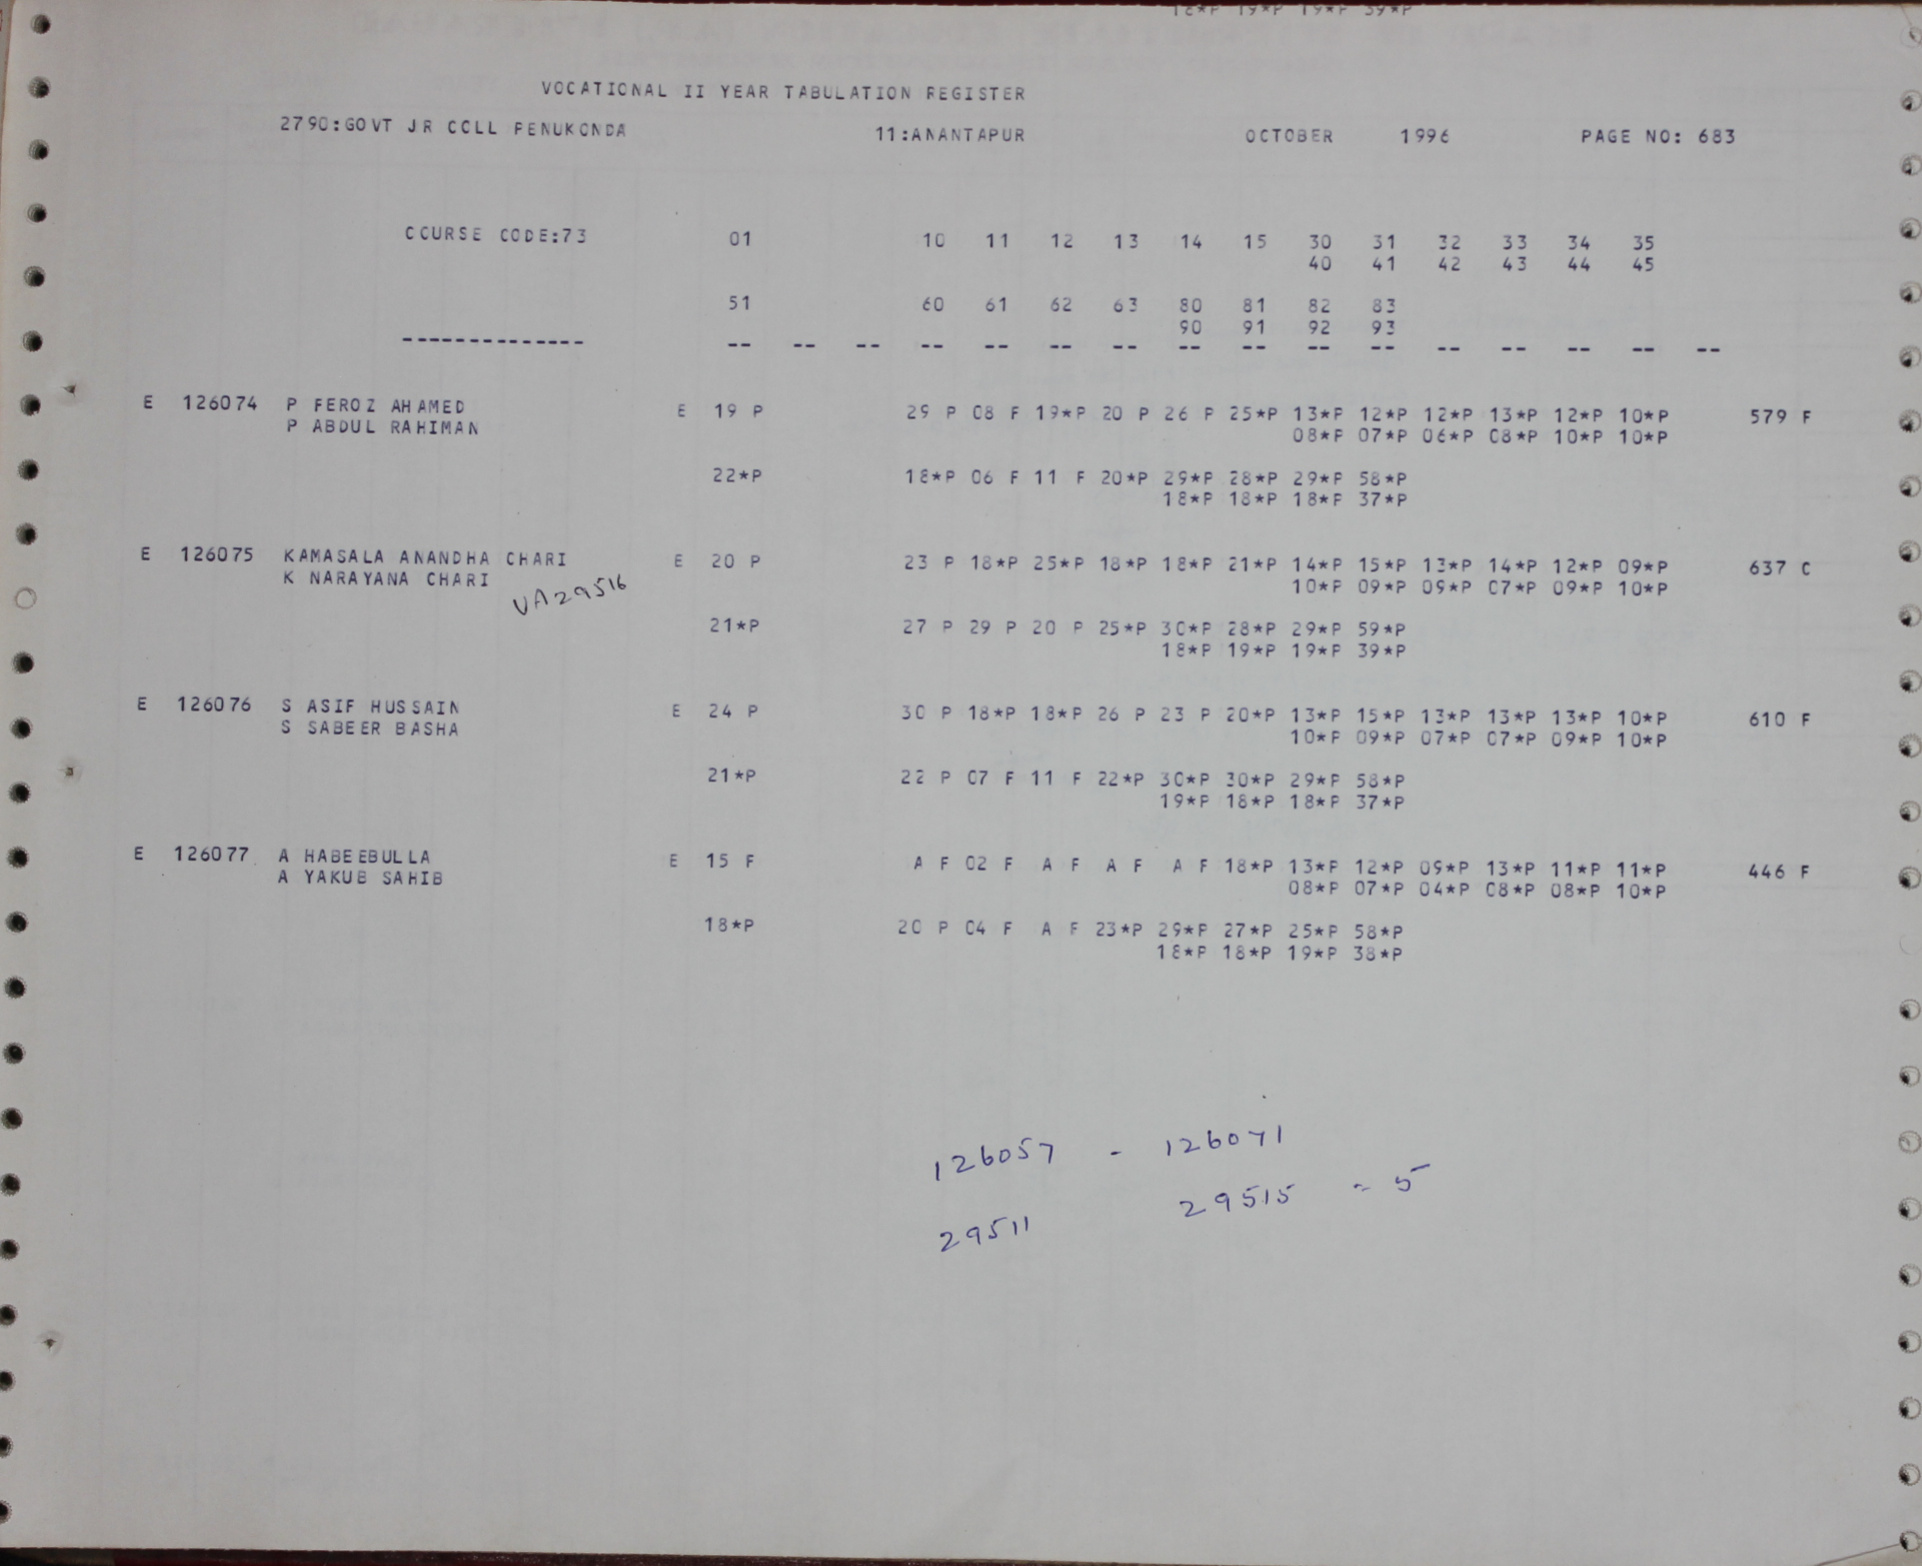 18*P 19*P 19*P 39*P
VOCATIONAL II YEAR TABULATION REGISTER
2790:GOVT JR COLL PENUKONDA 11:ANANTAPUR OCTOBER 1996 PAGE NO: 683
COURSE CODE:73 01 10 11 12 13 14 15 30 31 32 33 34 35
40 41 42 43 44 45
51 60 61 62 63 80 81 82 83
90 91 92 93
-------------- -- -- -- -- -- -- -- -- -- -- -- -- -- -- -- --
E 126074 P FEROZ AHAMED E 19 P 29 P 08 F 19*P 20 P 26 P 25*P 13*P 12*P 12*P 13*P 12*P 10*P 579 F
P ABDUL RAHIMAN 08*P 07*P 06*P 08*P 10*P 10*P
22*P 18*P 06 F 11 F 20*P 29*P 28*P 29*P 58*P
18*P 18*P 18*P 37*P
E 126075 KAMASALA ANANDHA CHARI E 20 P 23 P 18*P 25*P 18*P 18*P 21*P 14*P 15*P 13*P 14*P 12*P 09*P 637 C
K NARAYANA CHARI 10*P 09*P 09*P 07*P 09*P 10*P
VA29516
21*P 27 P 29 P 20 P 25*P 30*P 28*P 29*P 59*P
18*P 19*P 19*P 39*P
E 126076 S ASIF HUSSAIN E 24 P 30 P 18*P 18*P 26 P 23 P 20*P 13*P 15*P 13*P 13*P 13*P 10*P 610 F
S SABEER BASHA 10*P 09*P 07*P 07*P 09*P 10*P
21*P 22 P 07 F 11 F 22*P 30*P 30*P 29*P 58*P
19*P 18*P 18*P 37*P
E 126077 A HABEEBULLA E 15 F A F 02 F A F A F A F 18*P 13*P 12*P 09*P 13*P 11*P 11*P 446 F
A YAKUB SAHIB 08*P 07*P 04*P 08*P 08*P 10*P
18*P 20 P 04 F A F 23*P 29*P 27*P 25*P 58*P
18*P 18*P 19*P 38*P
126057 - 126071
29511 29515 = 5